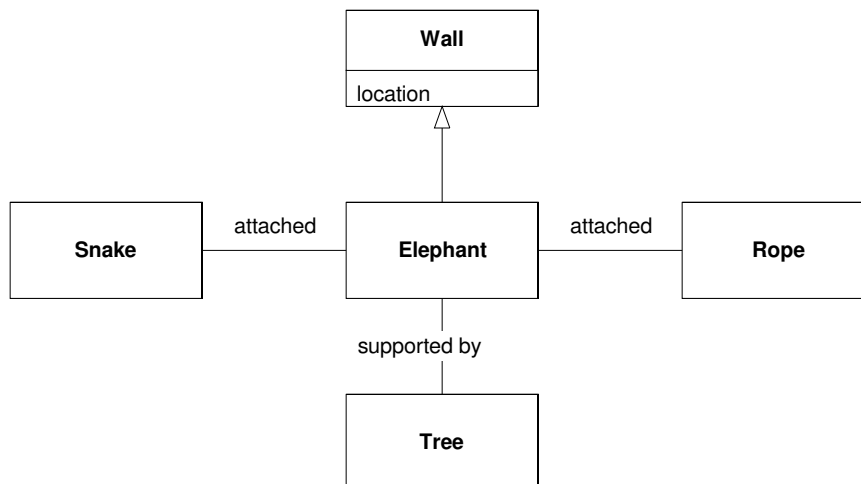 Wall
location
attached
attached
Snake
Elephant
Rope
supported by
Tree